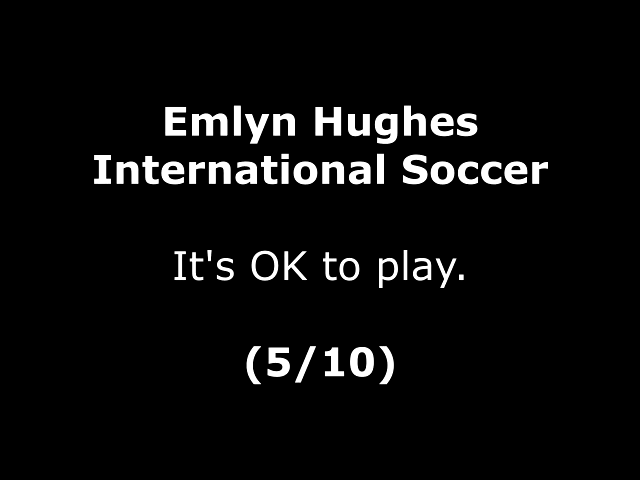 Emlyn Hughes
International Soccer
It's OK to play.
(5/10)